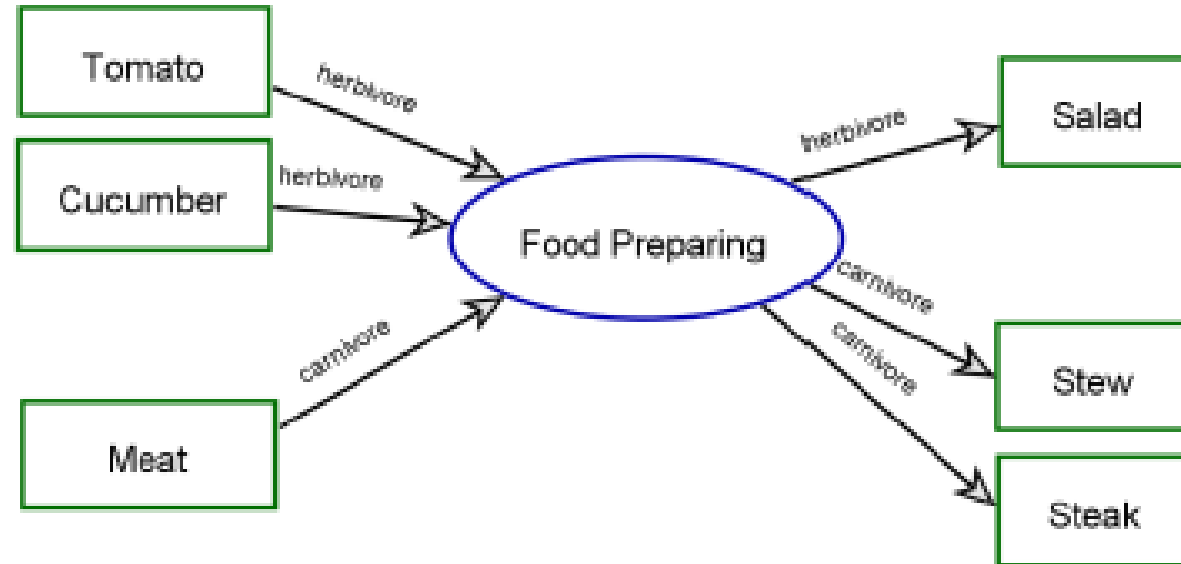 Tomato
herbivore
Salad
herbivore
Cucumber
herbivore
Food Preparing
carnivore
carnivore
carnivore
Stew
Meat
Steak